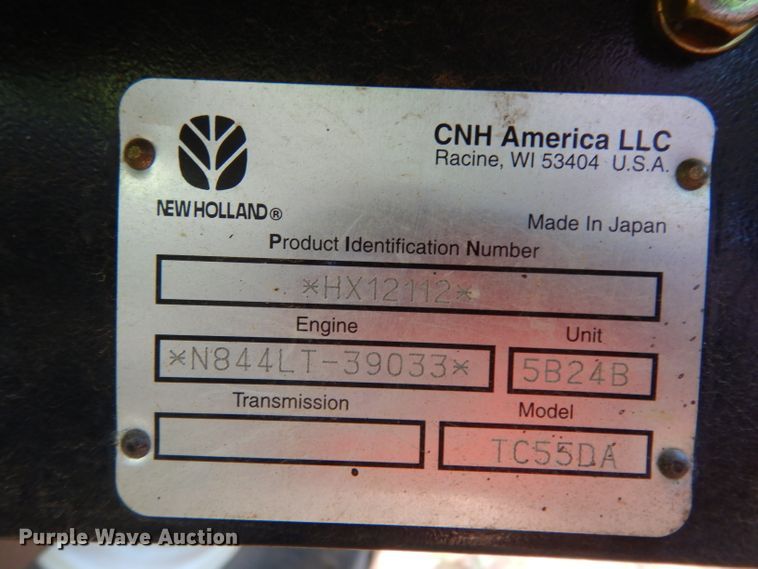 CNH America LLC
Racine, WI 53404 U.S.A.
NEW HOLLAND®
Made In Japan
Product Identification Number
*HX12112*
Engine
Unit
*N844LT-39033*
5B24B
Transmission
Model
TC55DA
Purple Wave Auction